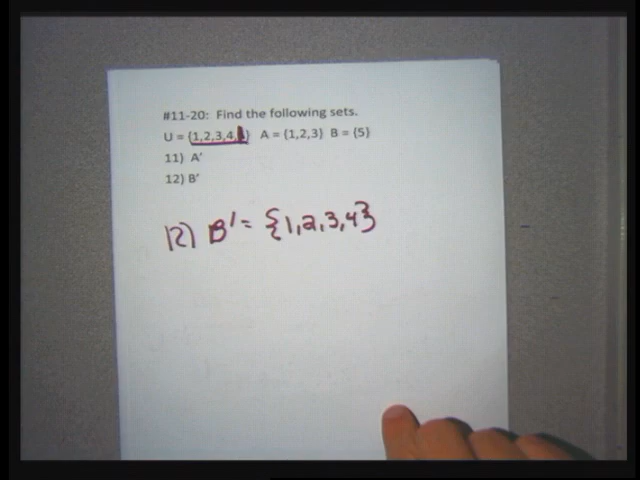 #11-20: Find the following sets.
U = {1,2,3,4, } A = {1,2,3} B = {5}
11) A'
12) B'
12) B' = {1,2,3,4}